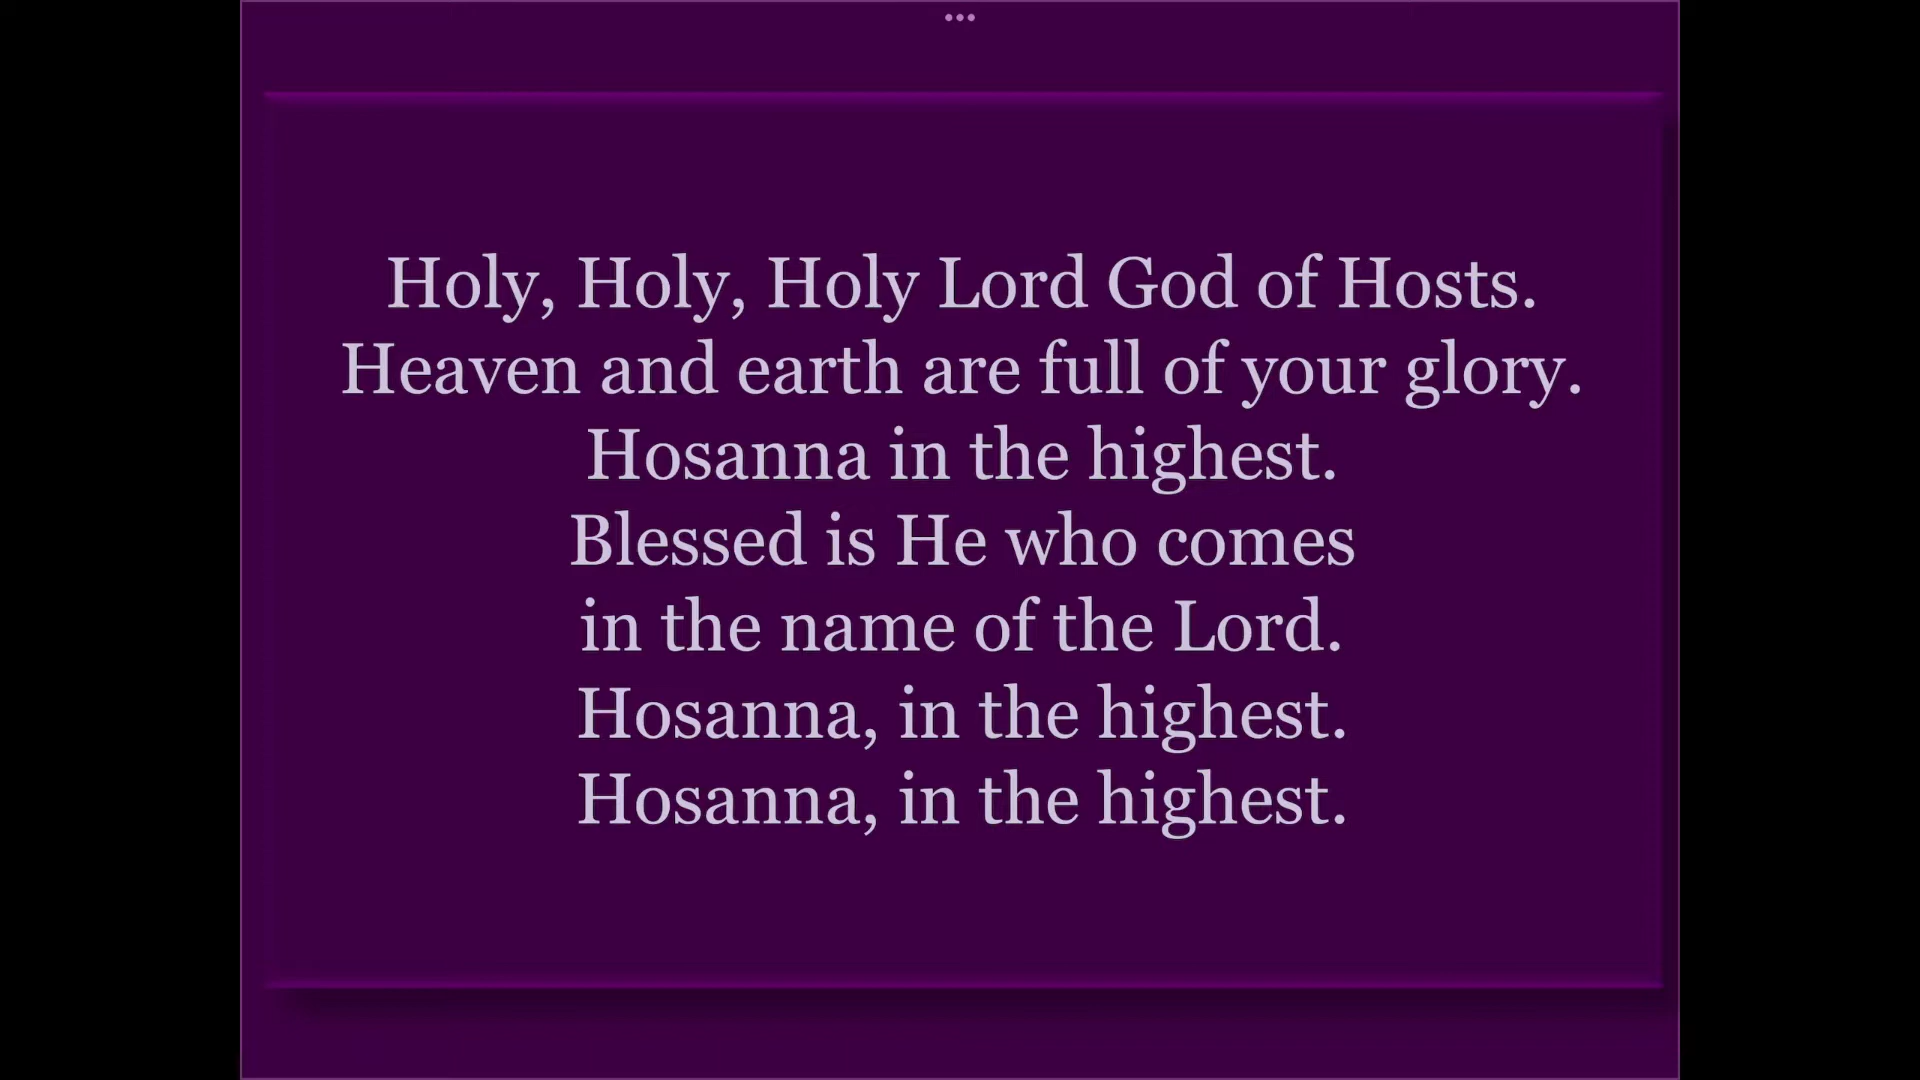 Holy, Holy, Holy Lord God of Hosts.
Heaven and earth are full of your glory.
Hosanna in the highest.
Blessed is He who comes
in the name of the Lord.
Hosanna, in the highest.
Hosanna, in the highest.